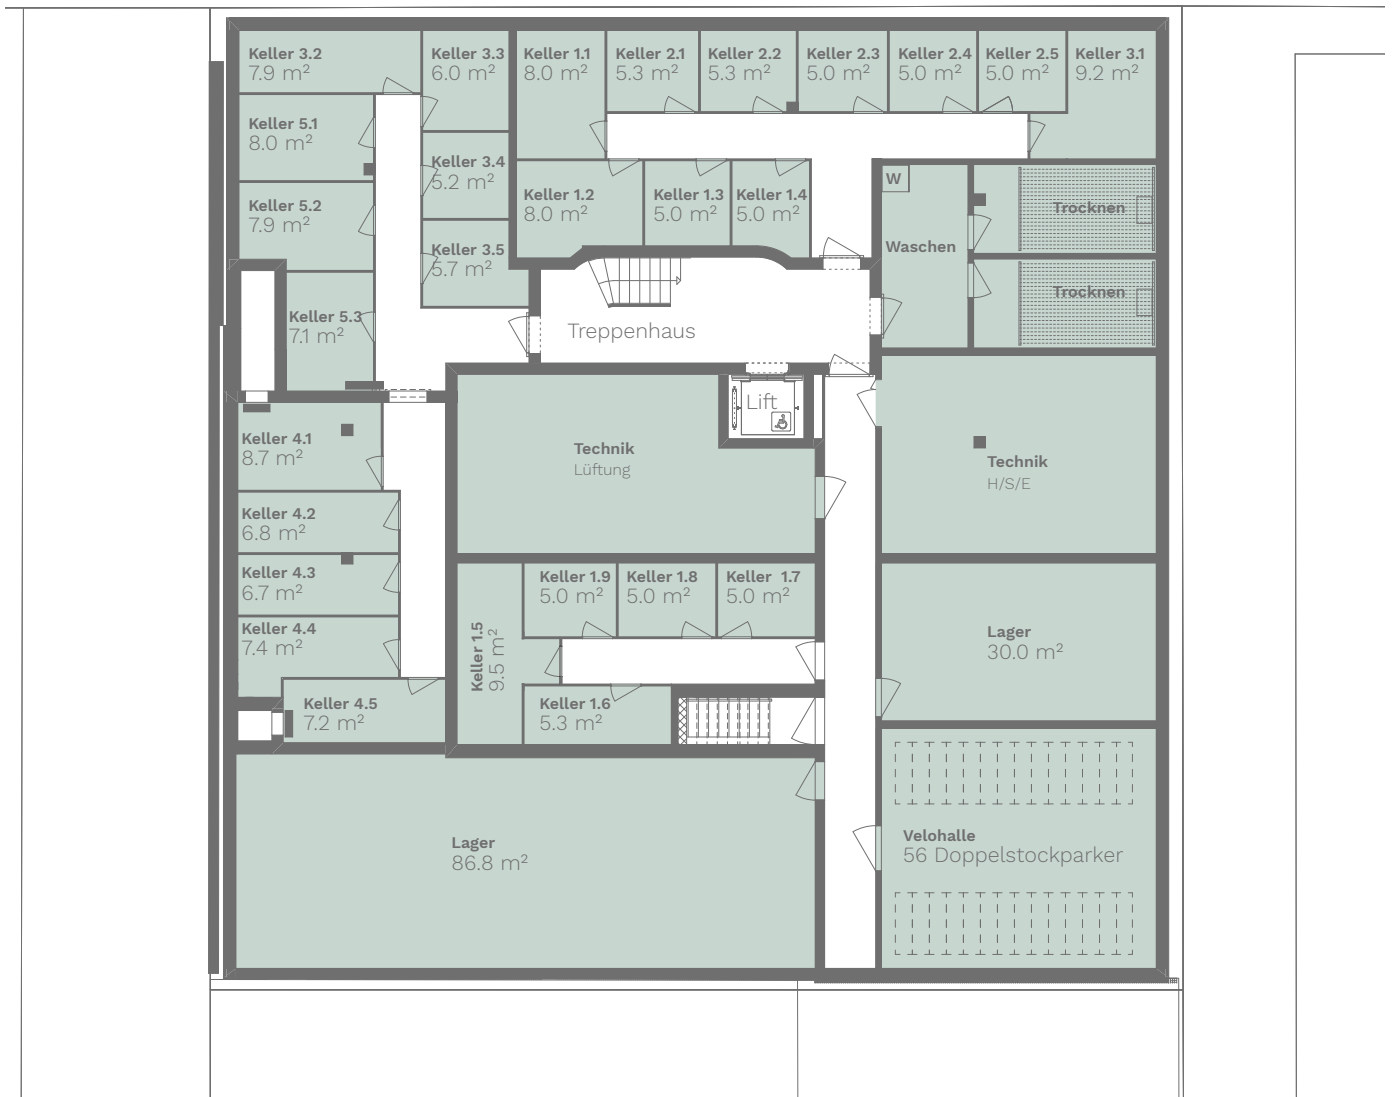 Keller 3.2
7.9 m²
Keller 3.3
6.0 m²
Keller 1.1
8.0 m²
Keller 2.1
5.3 m²
Keller 2.2
5.3 m²
Keller 2.3
5.0 m²
Keller 2.4
5.0 m²
Keller 2.5
5.0 m²
Keller 3.1
9.2 m²
Keller 5.1
8.0 m²
Keller 3.4
5.2 m²
Keller 5.2
7.9 m²
Keller 3.5
5.7 m²
Keller 1.2
8.0 m²
Keller 1.3
5.0 m²
Keller 1.4
5.0 m²
W
Waschen
Trocknen
Trocknen
Keller 5.3
7.1 m²
Treppenhaus
Lift
Keller 4.1
8.7 m²
Technik
Lüftung
Technik
H/S/E
Keller 4.2
6.8 m²
Keller 4.3
6.7 m²
Keller 4.4
7.4 m²
Keller 4.5
7.2 m²
Keller 1.5
9.5 m²
Keller 1.9
5.0 m²
Keller 1.8
5.0 m²
Keller 1.7
5.0 m²
Keller 1.6
5.3 m²
Lager
30.0 m²
Lager
86.8 m²
Velohalle
56 Doppelstockparker